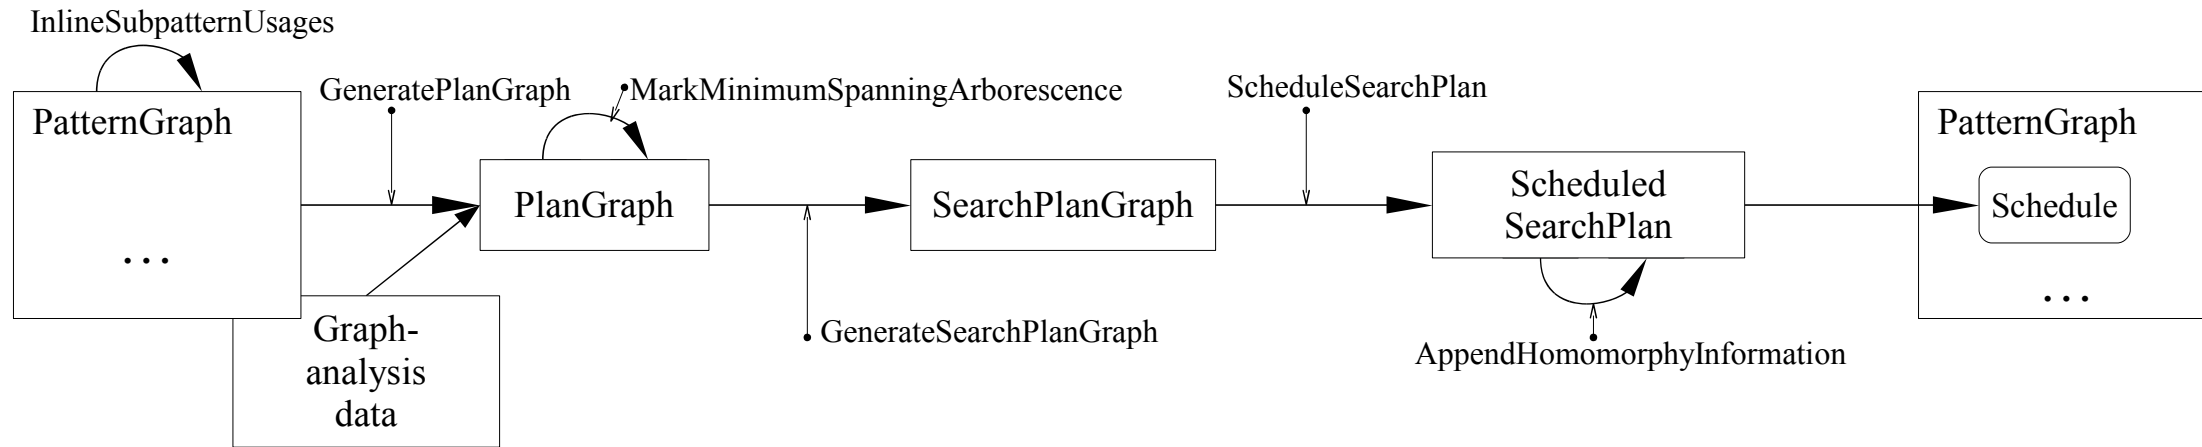 InlineSubpatternUsages
GeneratePlanGraph
MarkMinimumSpanningArborescence
ScheduleSearchPlan
PatternGraph
...
Graph-
analysis
data
PlanGraph
SearchPlanGraph
GenerateSearchPlanGraph
Scheduled
SearchPlan
AppendHomomorphyInformation
PatternGraph
Schedule
...